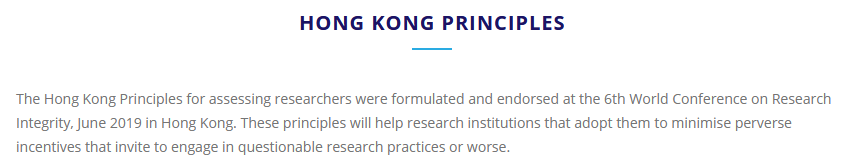 HONG KONG PRINCIPLES
The Hong Kong Principles for assessing researchers were formulated and endorsed at the 6th World Conference on Research
Integrity, June 2019 in Hong Kong. These principles will help research institutions that adopt them to minimise perverse
incentives that invite to engage in questionable research practices or worse.